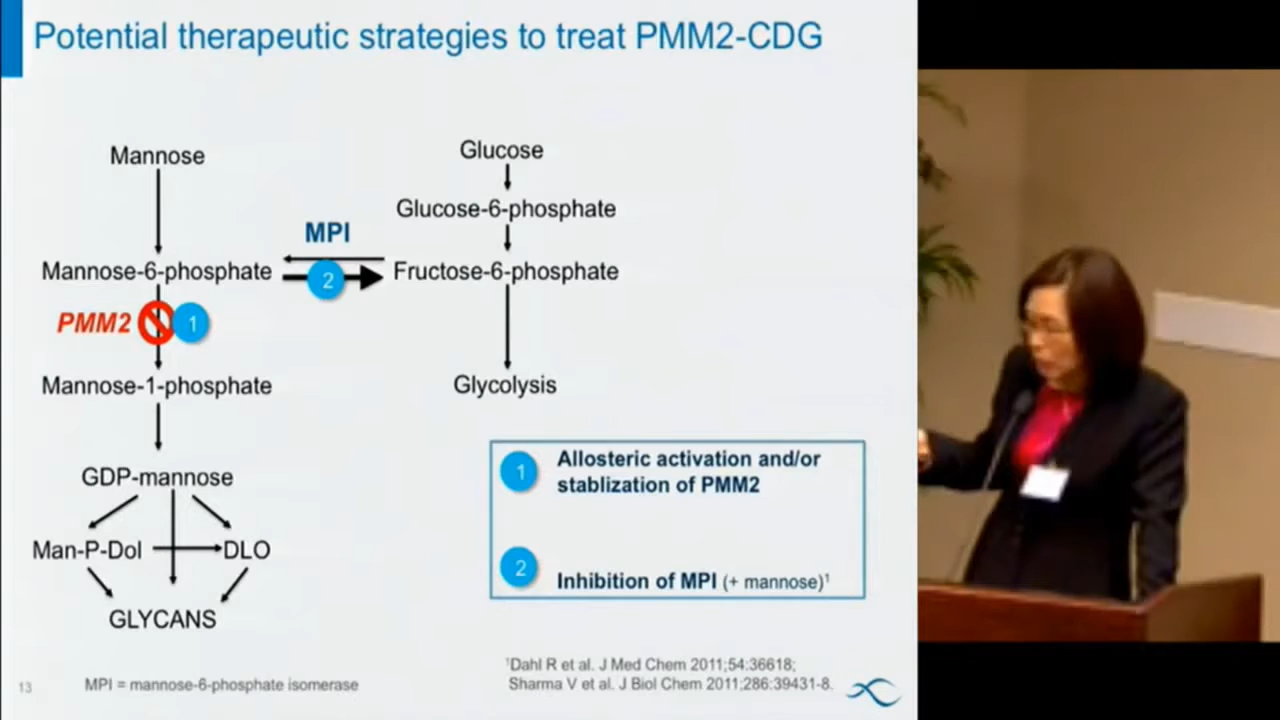 Potential therapeutic strategies to treat PMM2-CDG
Mannose
Glucose
Glucose-6-phosphate
MPI
Mannose-6-phosphate
2
Fructose-6-phosphate
PMM2
1
Mannose-1-phosphate
Glycolysis
GDP-mannose
Man-P-Dol
DLO
GLYCANS
1
Allosteric activation and/or
stablization of PMM2
2
Inhibition of MPI (+ mannose)¹
¹Dahl R et al. J Med Chem 2011;54:36618;
Sharma V et al. J Biol Chem 2011;286:39431-8.
13
MPI = mannose-6-phosphate isomerase